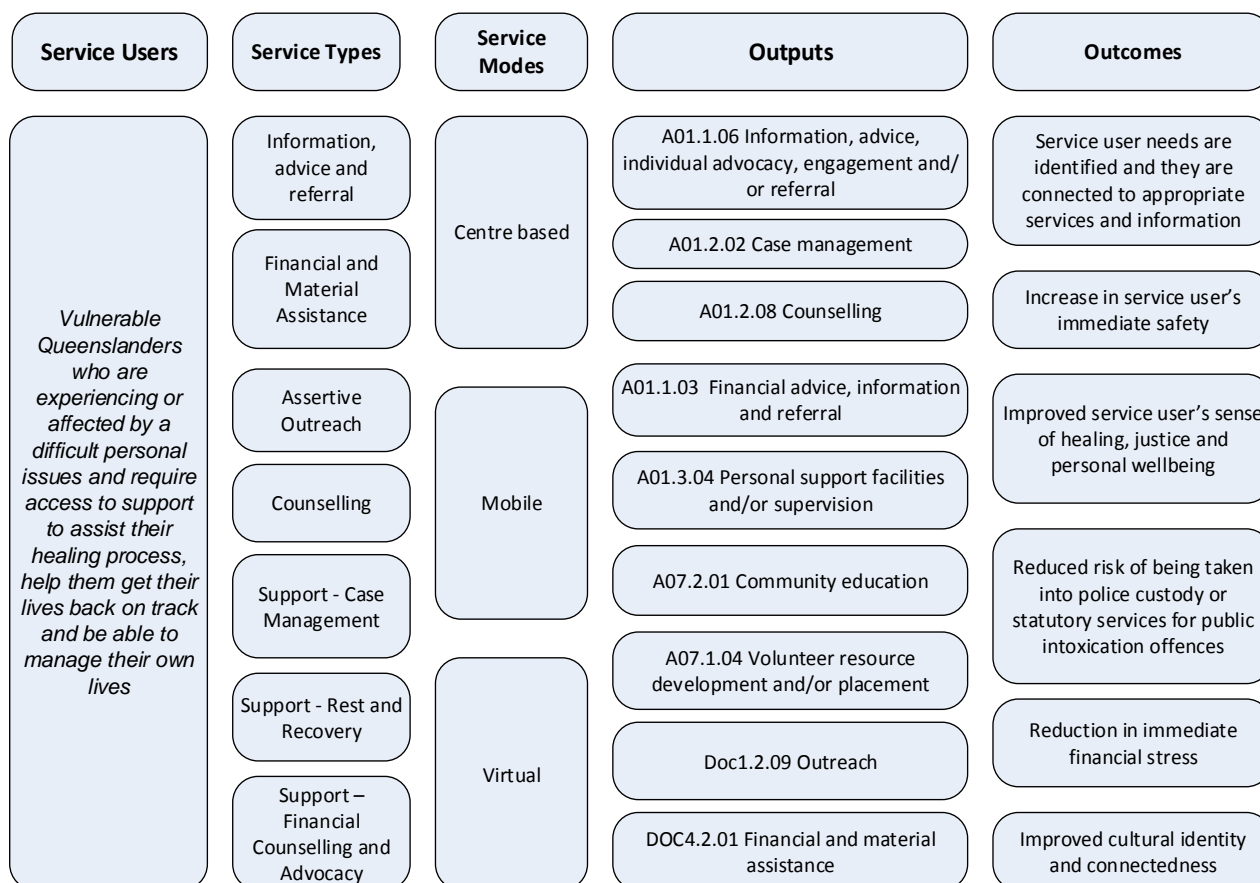 Service Users
Service Types
Service
Modes
Outputs
Outcomes
Vulnerable
Queenslanders
who are
experiencing or
affected by a
difficult personal
issues and require
access to support
to assist their
healing process,
help them get their
lives back on track
and be able to
manage their own
lives
Information,
advice and
referral
Financial and
Material
Assistance
Assertive
Outreach
Counselling
Support - Case
Management
Support - Rest and
Recovery
Support –
Financial
Counselling and
Advocacy
Centre based
Mobile
Virtual
A01.1.06 Information, advice,
individual advocacy, engagement and/
or referral
A01.2.02 Case management
A01.2.08 Counselling
A01.1.03 Financial advice, information
and referral
A01.3.04 Personal support facilities
and/or supervision
A07.2.01 Community education
A07.1.04 Volunteer resource
development and/or placement
Doc1.2.09 Outreach
DOC4.2.01 Financial and material
assistance
Service user needs are
identified and they are
connected to appropriate
services and information
Increase in service user's
immediate safety
Improved service user's sense
of healing, justice and
personal wellbeing
Reduced risk of being taken
into police custody or
statutory services for public
intoxication offences
Reduction in immediate
financial stress
Improved cultural identity
and connectedness